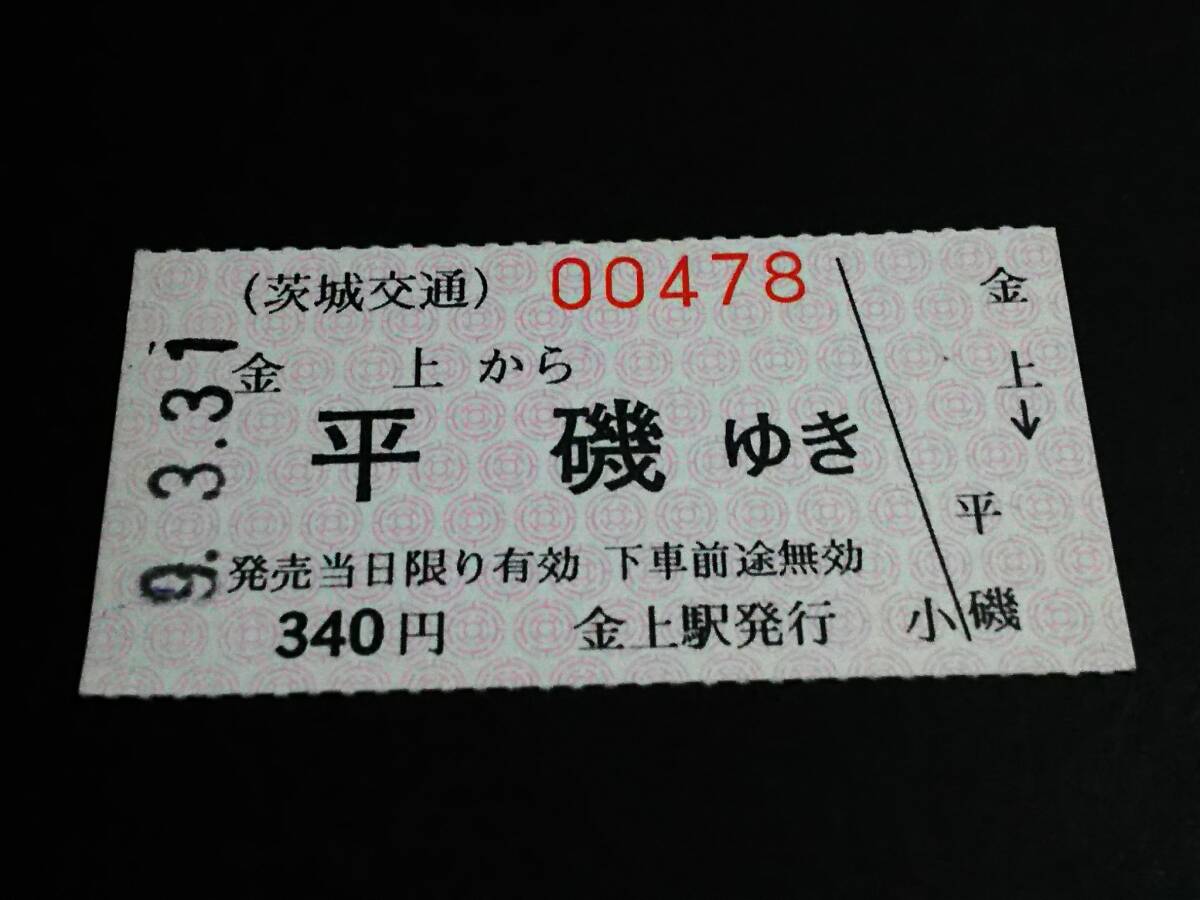 (茨城交通) 00478
金 上 から
平 磯 ゆき
発売当日限り有効 下車前途無効
340円 金上駅発行
9. 3. 31
金上
↓
平磯
小